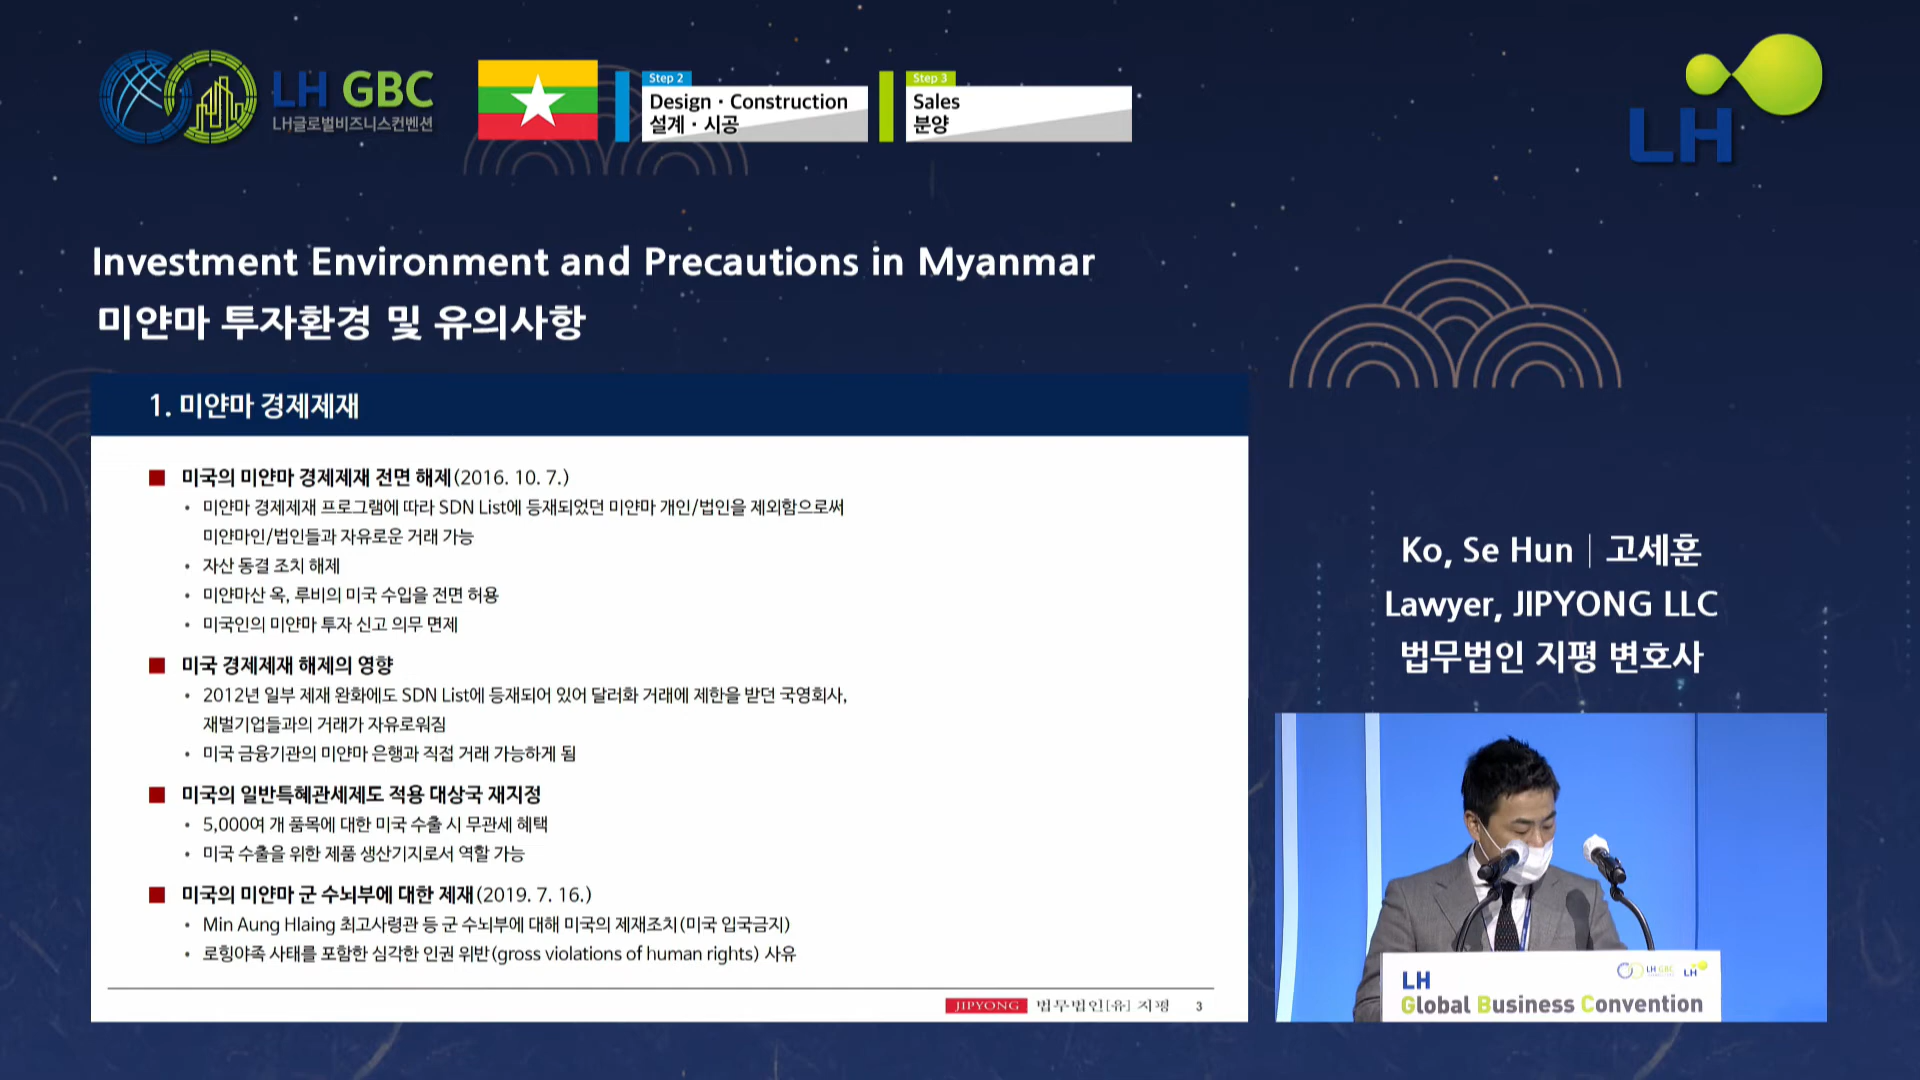 LH GBC
LH글로벌비즈니스컨벤션
Step 2
Design · Construction
설계 · 시공
Step 3
Sales
분양
LH
Investment Environment and Precautions in Myanmar
미얀마 투자환경 및 유의사항
1. 미얀마 경제제재
■ 미국의 미얀마 경제제재 전면 해제(2016. 10. 7.)
• 미얀마 경제제재 프로그램에 따라 SDN List에 등재되었던 미얀마 개인/법인을 제외함으로써
미얀마인/법인들과 자유로운 거래 가능
• 자산 동결 조치 해제
• 미얀마산 옥, 루비의 미국 수입을 전면 허용
• 미국인의 미얀마 투자 신고 의무 면제
■ 미국 경제제재 해제의 영향
• 2012년 일부 제재 완화에도 SDN List에 등재되어 있어 달러화 거래에 제한을 받던 국영회사,
재벌기업들과의 거래가 자유로워짐
• 미국 금융기관의 미얀마 은행과 직접 거래 가능하게 됨
■ 미국의 일반특혜관세제도 적용 대상국 재지정
• 5,000여 개 품목에 대한 미국 수출 시 무관세 혜택
• 미국 수출을 위한 제품 생산기지로서 역할 가능
■ 미국의 미얀마 군 수뇌부에 대한 제재(2019. 7. 16.)
• Min Aung Hlaing 최고사령관 등 군 수뇌부에 대해 미국의 제재조치(미국 입국금지)
• 로힝야족 사태를 포함한 심각한 인권 위반(gross violations of human rights) 사유
JIPYONG 법무법인[유] 지평 3
Ko, Se Hun | 고세훈
Lawyer, JIPYONG LLC
법무법인 지평 변호사
LH GBC LH
LH
Global Business Convention